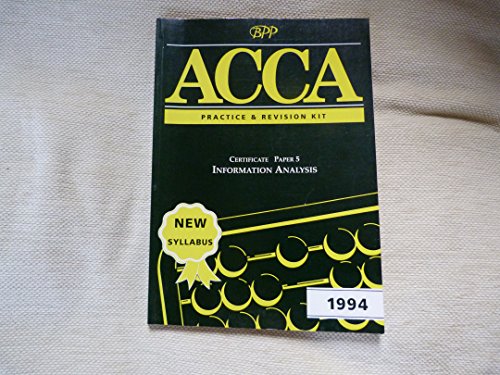 BPP
ACCA
PRACTICE & REVISION KIT
CERTIFICATE PAPER 5
INFORMATION ANALYSIS
NEW
SYLLABUS
1994